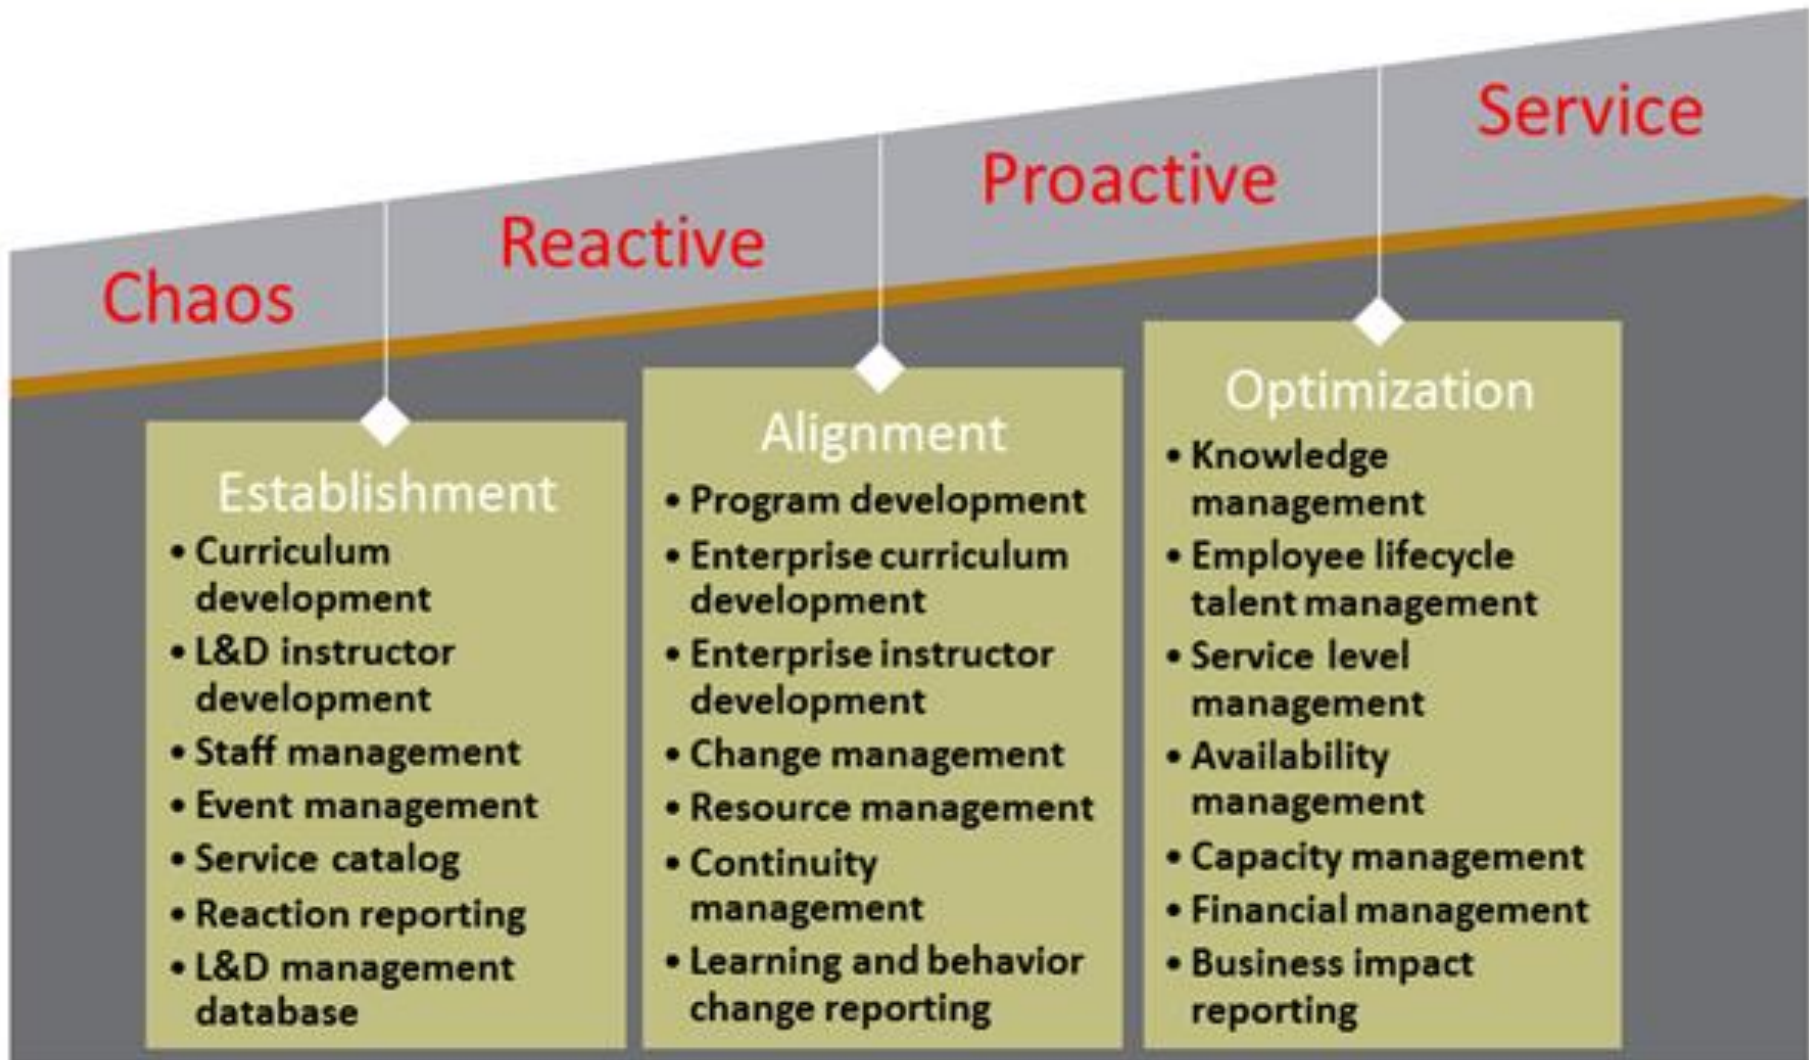 Chaos
Reactive
Proactive
Service
Establishment
• Curriculum
development
• L&D instructor
development
• Staff management
• Event management
• Service catalog
• Reaction reporting
• L&D management
database
Alignment
• Program development
• Enterprise curriculum
development
• Enterprise instructor
development
• Change management
• Resource management
• Continuity
management
• Learning and behavior
change reporting
Optimization
• Knowledge
management
• Employee lifecycle
talent management
• Service level
management
• Availability
management
• Capacity management
• Financial management
• Business impact
reporting